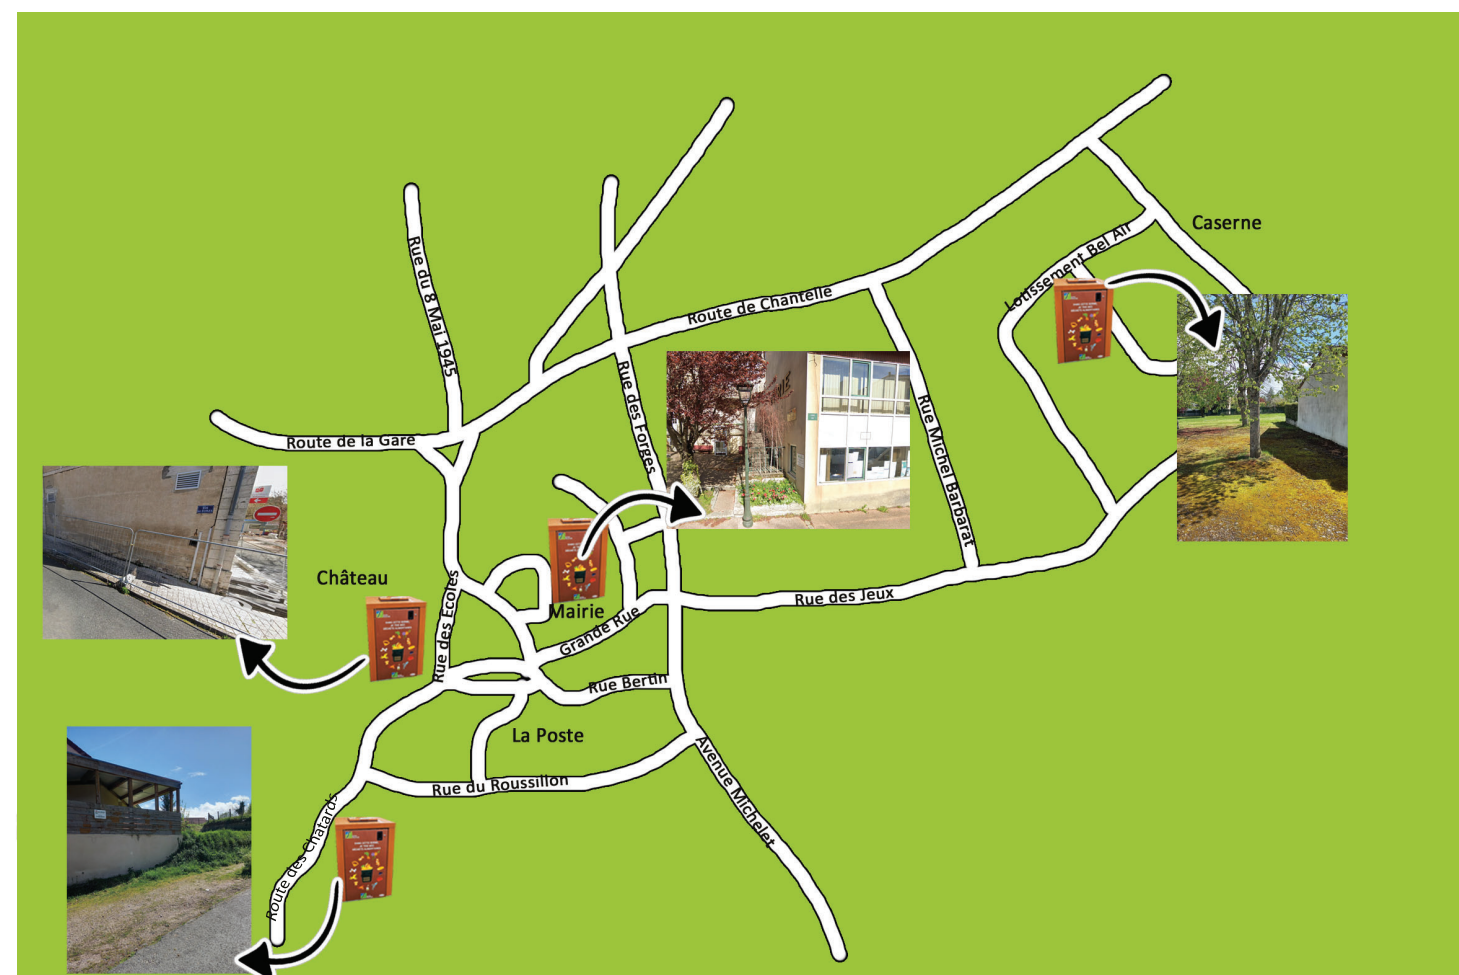 Caserne
Lotissement Bel Air
Route de Chantelle
Rue du 8 Mai 1945
Rue des Forges
Rue Michel Barbarat
Route de la Gare
Château
Rue des Ecoles
Mairie
Grande Rue
Rue des Jeux
Rue Bertin
La Poste
Rue du Roussillon
Avenue Michelet
Route des Chatards